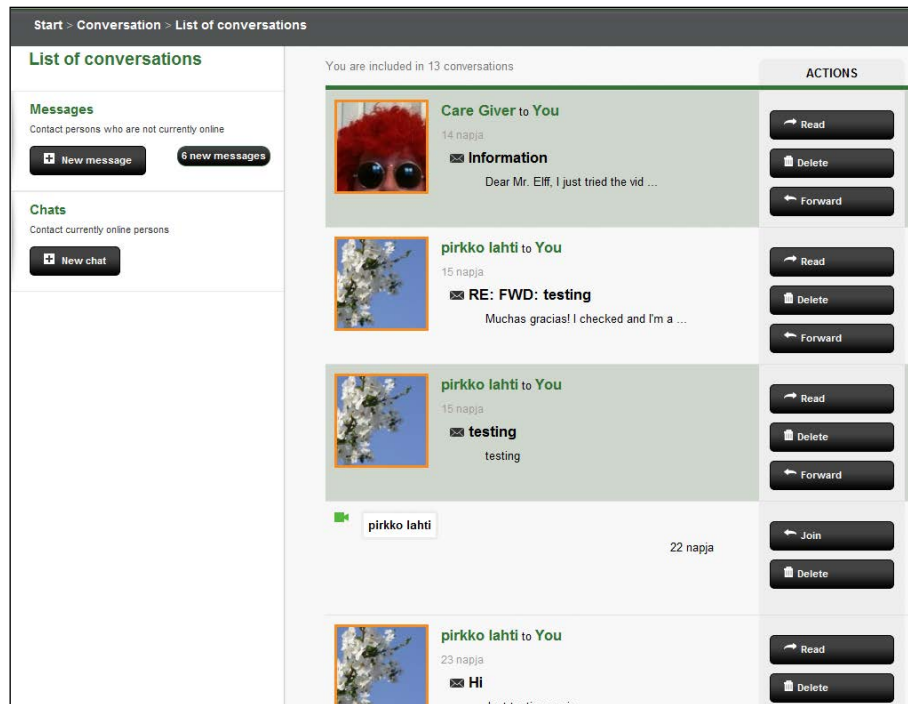 Start > Conversation > List of conversations
List of conversations
Messages
Contact persons who are not currently online
New message
6 new messages
Chats
Contact currently online persons
New chat
You are included in 13 conversations
ACTIONS
Care Giver to You
14 napja
Information
Dear Mr. Elff, I just tried the vid ...
Read
Delete
Forward
pirkko lahti to You
15 napja
RE: FWD: testing
Muchas gracias! I checked and I'm a ...
Read
Delete
Forward
pirkko lahti to You
15 napja
testing
testing
Read
Delete
Forward
pirkko lahti
22 napja
Join
Delete
pirkko lahti to You
23 napja
Hi
Read
Delete